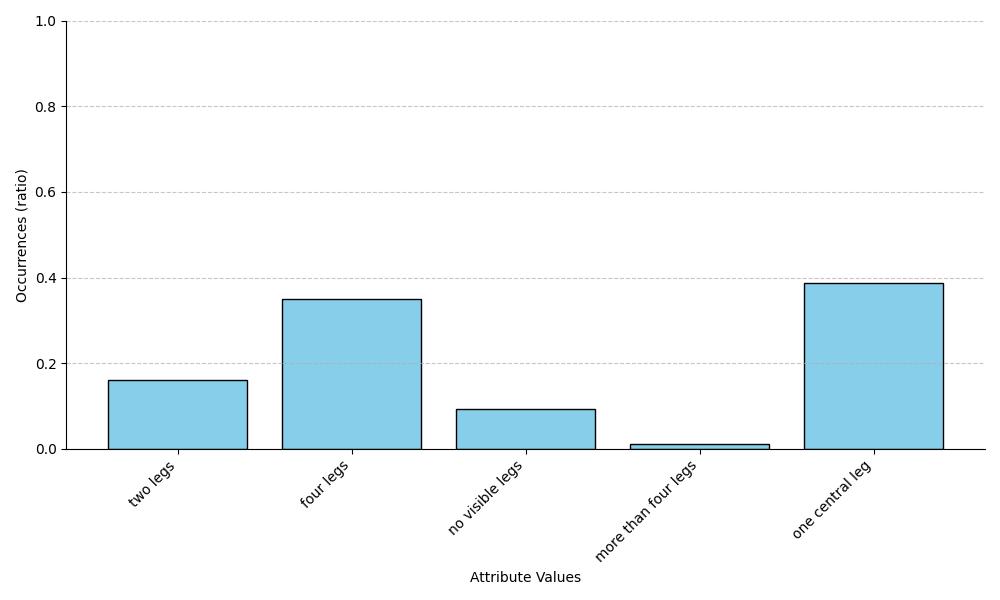 1.0
0.8
0.6
0.4
0.2
0.0
Occurrences (ratio)
two legs
four legs
no visible legs
more than four legs
one central leg
Attribute Values